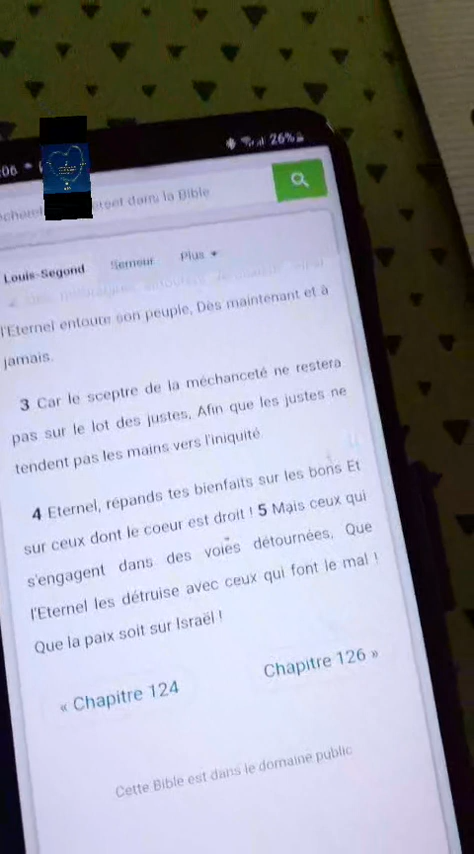 :06
26%
dans la Bible
Louis-Segond Semeur Plus
l'Eternel entoure son peuple, Dès maintenant et à
jamais.
3 Car le sceptre de la méchanceté ne restera
pas sur le lot des justes, Afin que les justes ne
tendent pas les mains vers l'iniquité
4 Eternel, répands tes bienfaits sur les bons Et
sur ceux dont le coeur est droit ! 5 Mais ceux qui
s'engagent dans des voies détournées, Que
l'Eternel les détruise avec ceux qui font le mal !
Que la paix soit sur Israël !
« Chapitre 124 Chapitre 126 »
Cette Bible est dans le domaine public